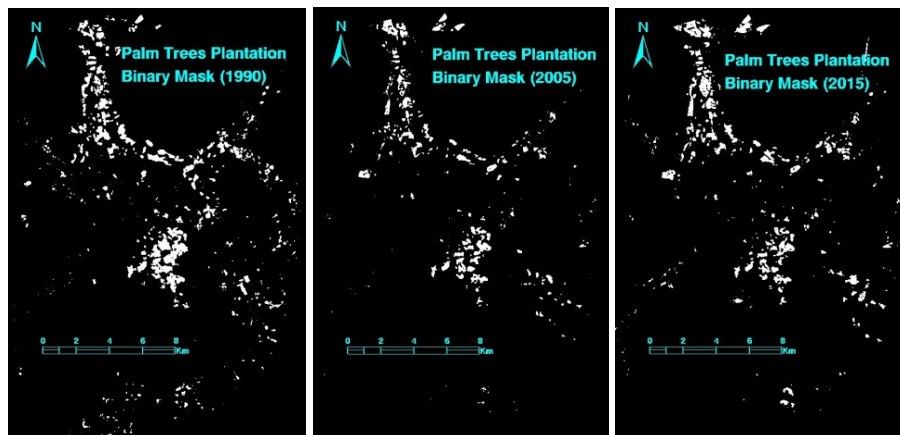 N
Palm Trees Plantation
Binary Mask (1990)
0 2 4 6 8
Km
N
Palm Trees Plantation
Binary Mask (2005)
0 2 4 6 8
Km
N
Palm Trees Plantation
Binary Mask (2015)
0 2 4 6 8
Km